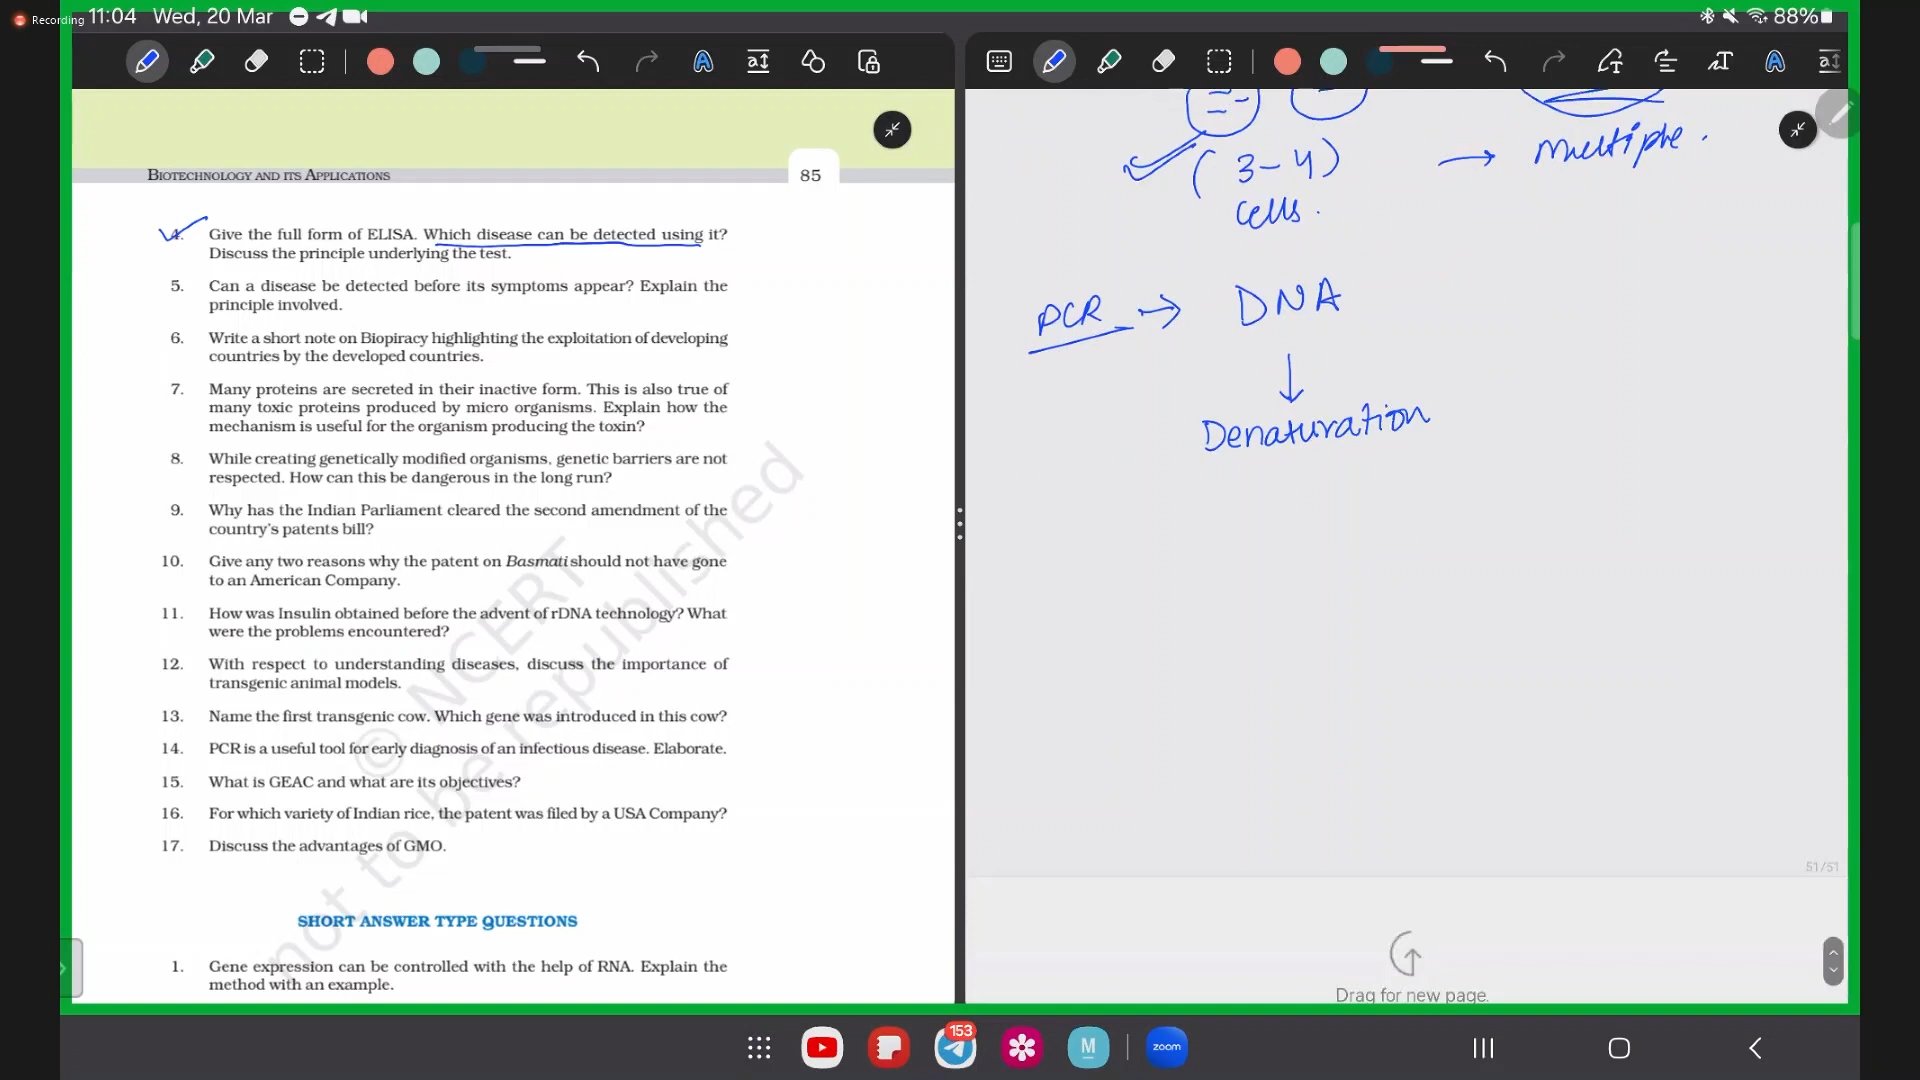 Recording 11:04 Wed, 20 Mar 88%
BIOTECHNOLOGY AND ITS APPLICATIONS 85
4. Give the full form of ELISA. Which disease can be detected using it?
Discuss the principle underlying the test.
5. Can a disease be detected before its symptoms appear? Explain the
principle involved.
6. Write a short note on Biopiracy highlighting the exploitation of developing
countries by the developed countries.
7. Many proteins are secreted in their inactive form. This is also true of
many toxic proteins produced by micro organisms. Explain how the
mechanism is useful for the organism producing the toxin?
8. While creating genetically modified organisms, genetic barriers are not
respected. How can this be dangerous in the long run?
9. Why has the Indian Parliament cleared the second amendment of the
country's patents bill?
10. Give any two reasons why the patent on Basmati should not have gone
to an American Company.
11. How was Insulin obtained before the advent of rDNA technology? What
were the problems encountered?
12. With respect to understanding diseases, discuss the importance of
transgenic animal models.
13. Name the first transgenic cow. Which gene was introduced in this cow?
14. PCR is a useful tool for early diagnosis of an infectious disease. Elaborate.
15. What is GEAC and what are its objectives?
16. For which variety of Indian rice, the patent was filed by a USA Company?
17. Discuss the advantages of GMO.
SHORT ANSWER TYPE QUESTIONS
1. Gene expression can be controlled with the help of RNA. Explain the
method with an example.
© NCERT
not to be republished
(3-4) → multiple.
cells.
PCR → DNA
↓
Denaturation
51/51
Drag for new page.
153
M
zoom